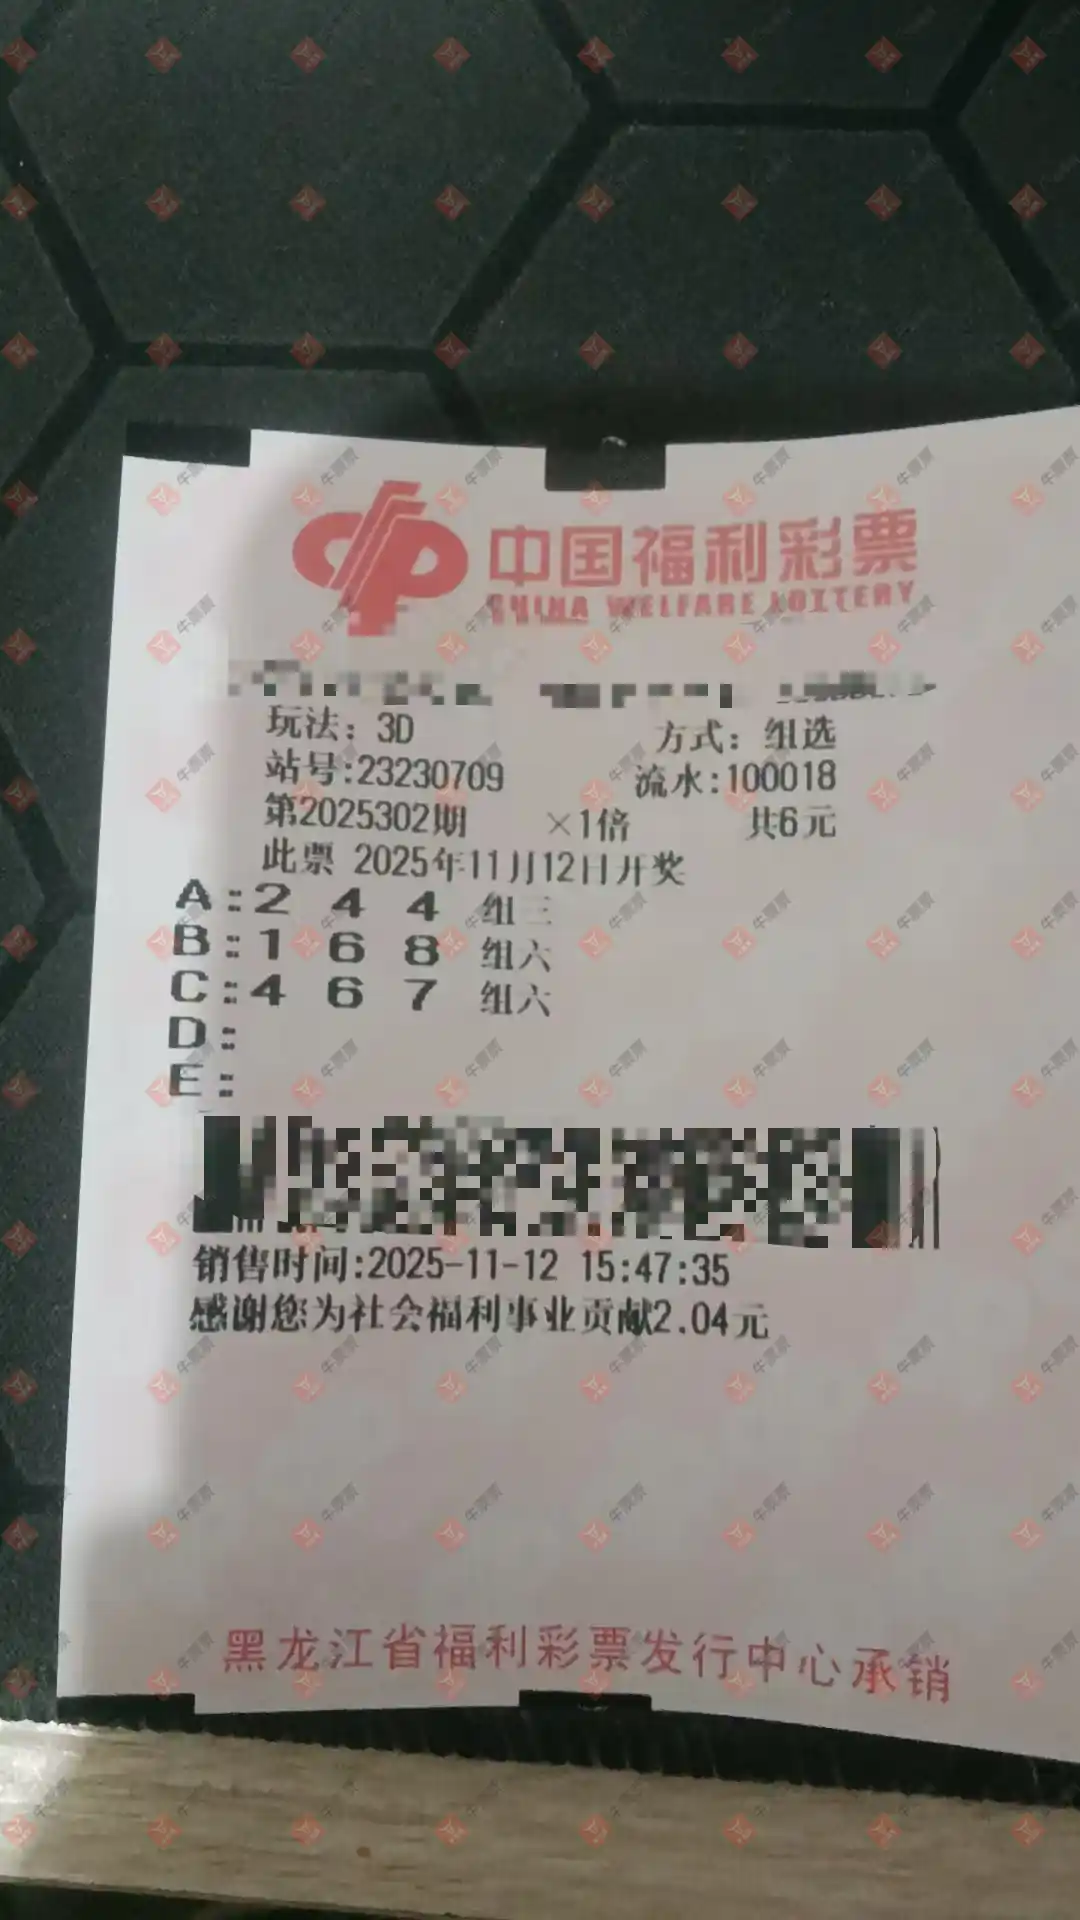 中国福利彩票
CHINA WELFARE LOTTERY
玩法：3D 方式：组选
站号:23230709 流水:100018
第2025302期 ×1倍 共6元
此票 2025年11月12日开奖
A:2 4 4 组三
B:1 6 8 组六
C:4 6 7 组六
D:
E:
销售时间:2025-11-12 15:47:35
感谢您为社会福利事业贡献2.04元
黑龙江省福利彩票发行中心承销
牛票票